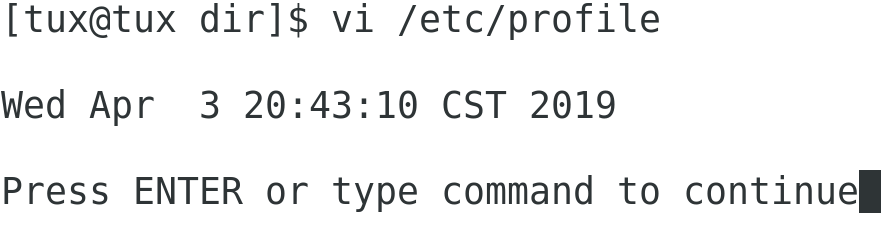 [tux@tux dir]$ vi /etc/profile
Wed Apr  3 20:43:10 CST 2019
Press ENTER or type command to continue